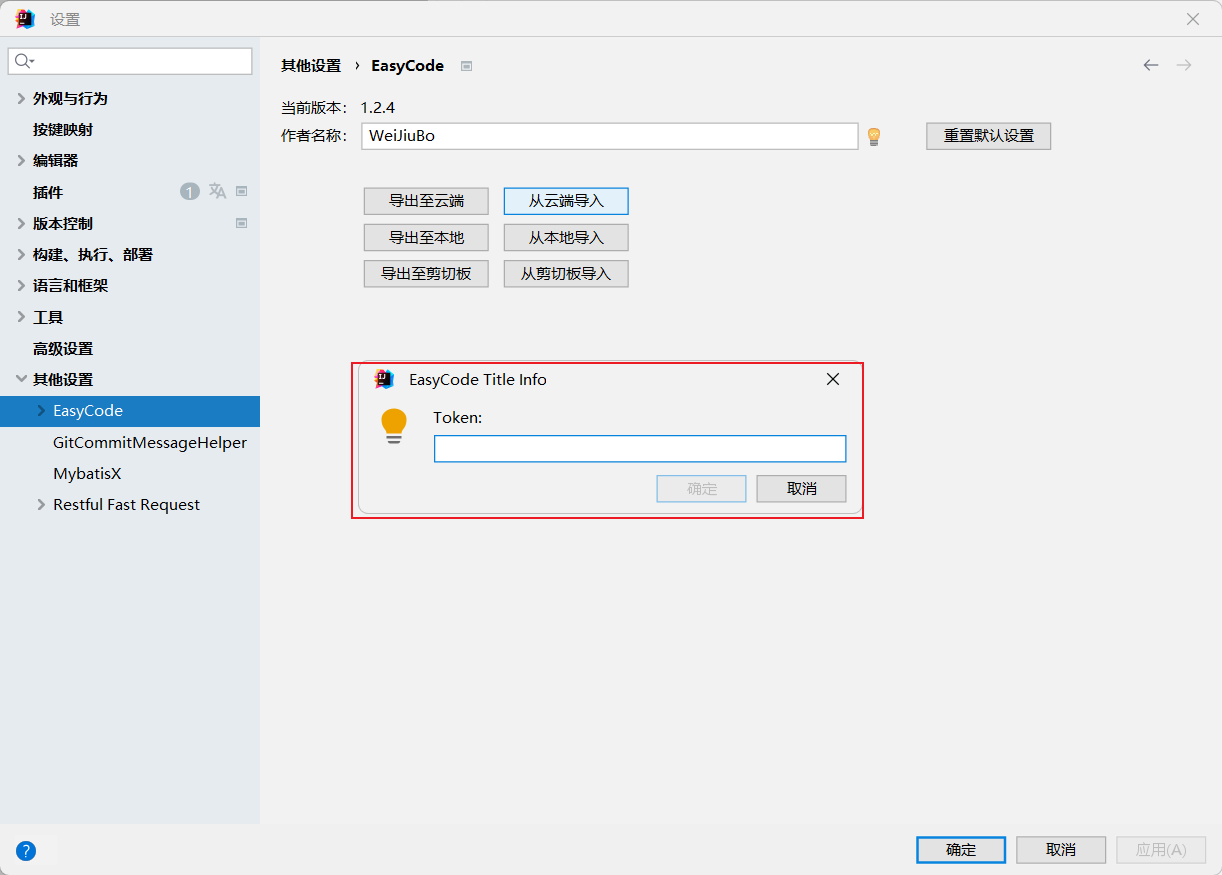 设置
外观与行为
按键映射
编辑器
插件 1
版本控制
构建、执行、部署
语言和框架
工具
高级设置
其他设置
EasyCode
GitCommitMessageHelper
MybatisX
Restful Fast Request
其他设置 › EasyCode
当前版本： 1.2.4
作者名称： WeiJiuBo 重置默认设置
导出至云端 从云端导入
导出至本地 从本地导入
导出至剪切板 从剪切板导入
EasyCode Title Info
Token:
确定 取消
? 确定 取消 应用(A)